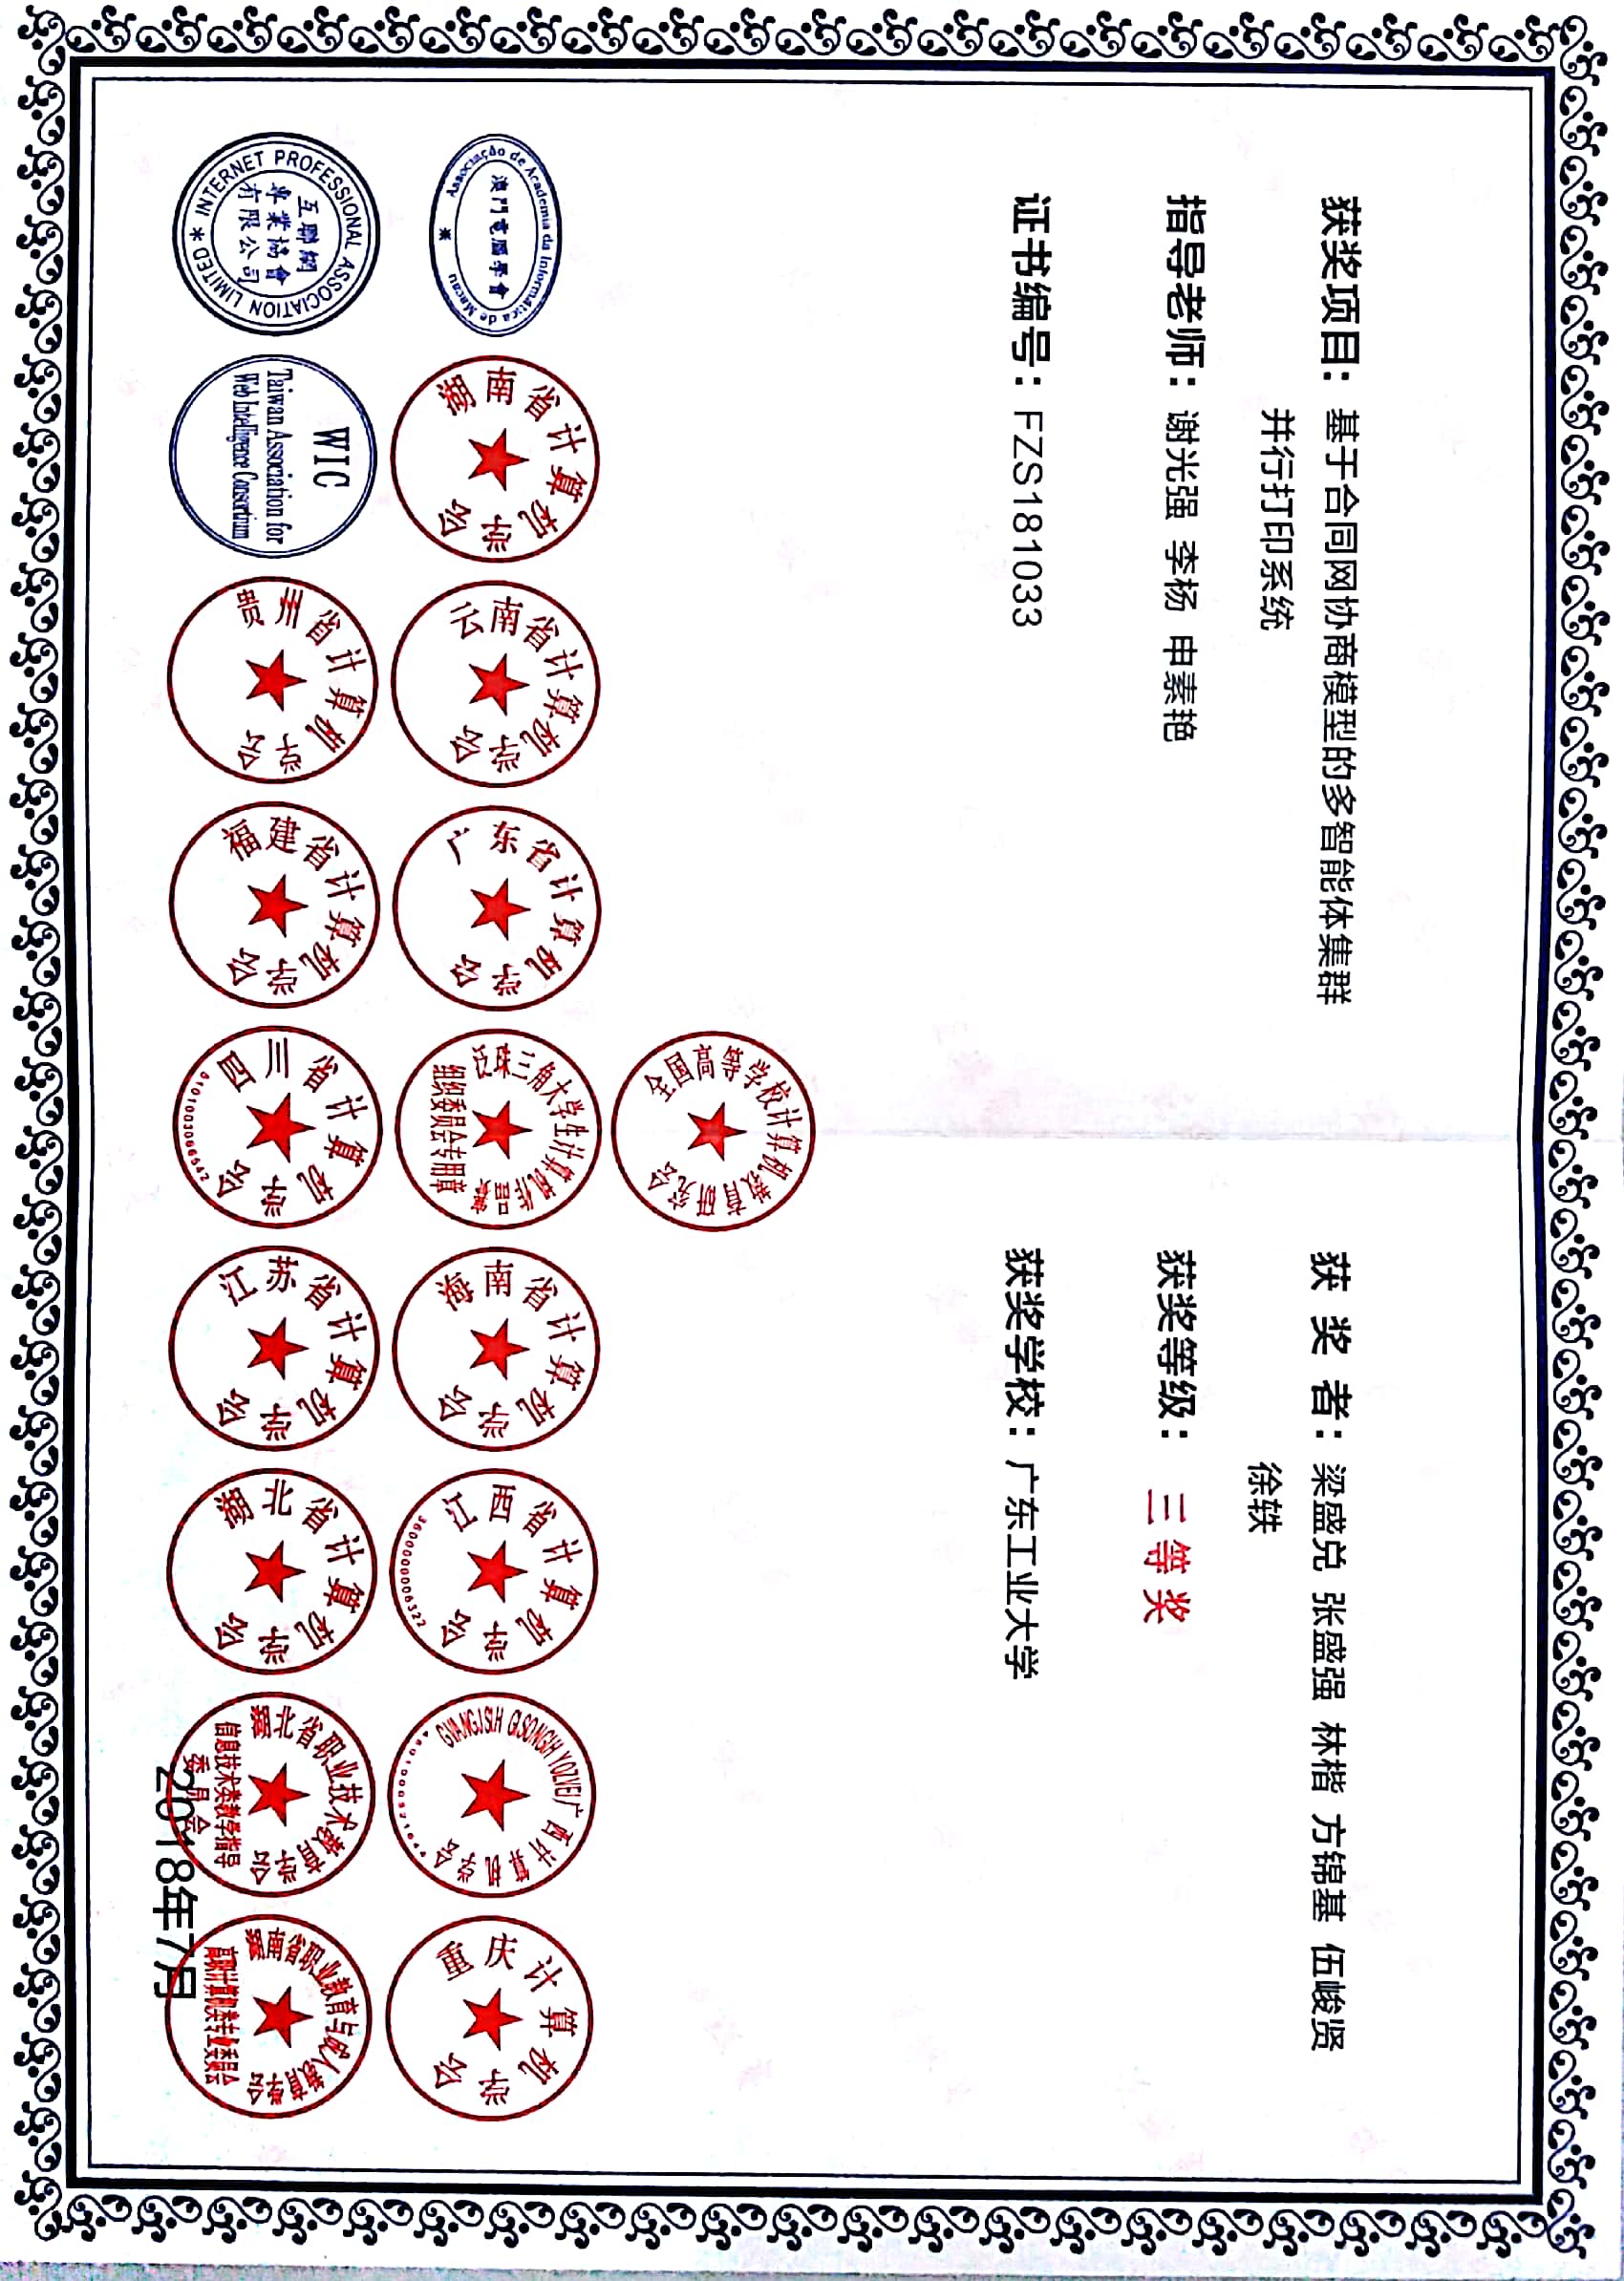 获奖项目：基于合同网协商模型的多智能体集群
并行打印系统
指导老师：谢光强 李杨 申素艳
证书编号：FZS181033
获 奖 者：梁盛兑 张盛强 林楷 方锦基 伍峻贤
徐轶
获奖等级：三等奖
获奖学校：广东工业大学
全国高等学校计算机教育研究会
Associação de Academia da Informática de Macau
澳門電腦學會
湖南省计算机学会
云南省计算机学会
广东省计算机学会
泛珠三角大学生计算机作品赛
组织委员会专用章
海南省计算机学会
江西省计算机学会
3600000006322
广西计算机学会
重庆计算机学会
INTERNET PROFESSIONAL ASSOCIATION LIMITED
互聯網
專業協會
有限公司
WIC
Taiwan Association for
Web Intelligence Consortium
贵州省计算机学会
福建省计算机学会
四川省计算机学会
5101003066542
江苏省计算机学会
湖北省计算机学会
湖北省职业技术教育学会
信息技术类教学指导
委员会
湖南省职业教育与成人教育学会
高职计算机类专业委员会
2018年7月